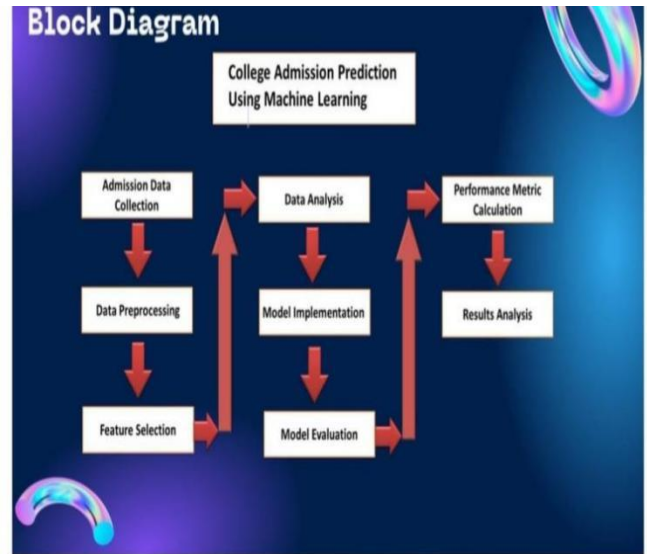 Block Diagram
College Admission Prediction
Using Machine Learning
Admission Data
Collection
Data Preprocessing
Feature Selection
Data Analysis
Model Implementation
Model Evaluation
Performance Metric
Calculation
Results Analysis